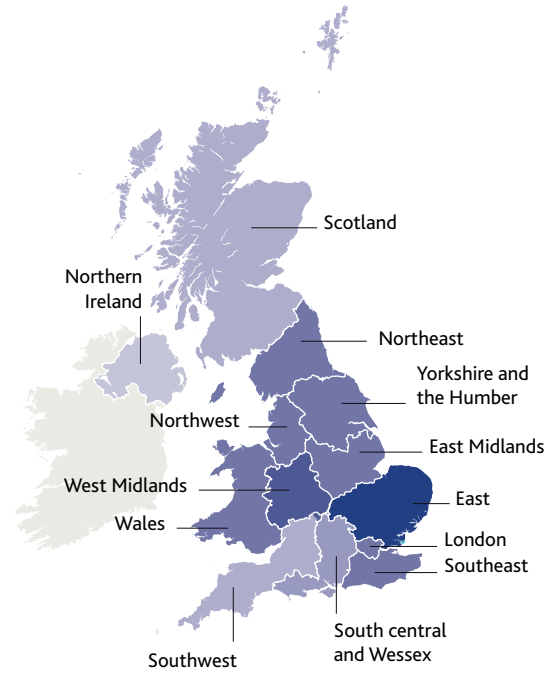 Scotland
Northern
Ireland
Northeast
Yorkshire and
the Humber
Northwest
East Midlands
West Midlands
East
Wales
London
Southeast
South central
and Wessex
Southwest